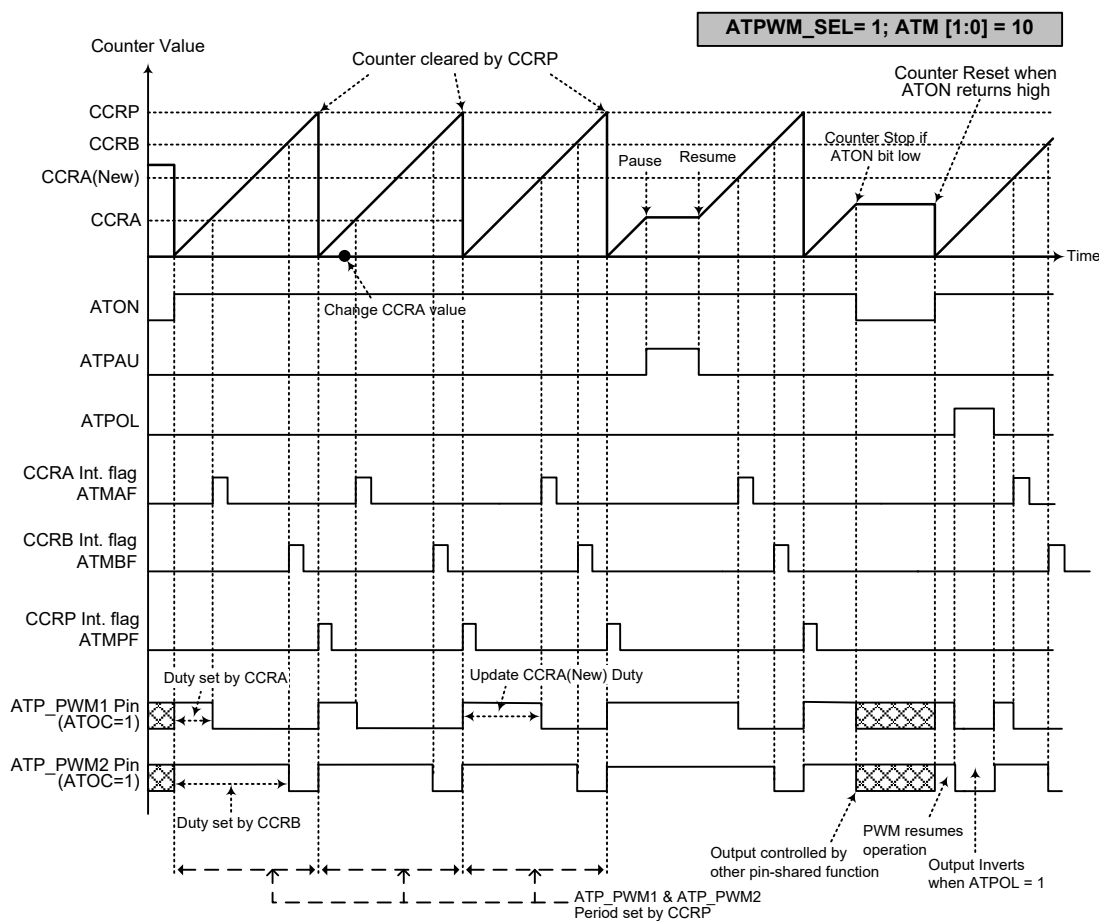 ATPWM_SEL= 1; ATM [1:0] = 10
Counter Value
Counter cleared by CCRP
Counter Reset when
ATON returns high
CCRP
CCRB
CCRA(New)
CCRA
Pause
Resume
Counter Stop if
ATON bit low
Time
ATON
Change CCRA value
ATPAU
ATPOL
CCRA Int. flag
ATMAF
CCRB Int. flag
ATMBF
CCRP Int. flag
ATMPF
Duty set by CCRA
Update CCRA(New) Duty
ATP_PWM1 Pin
(ATOC=1)
ATP_PWM2 Pin
(ATOC=1)
Duty set by CCRB
Output controlled by
other pin-shared function
PWM resumes
operation
Output Inverts
when ATPOL = 1
ATP_PWM1 & ATP_PWM2
Period set by CCRP